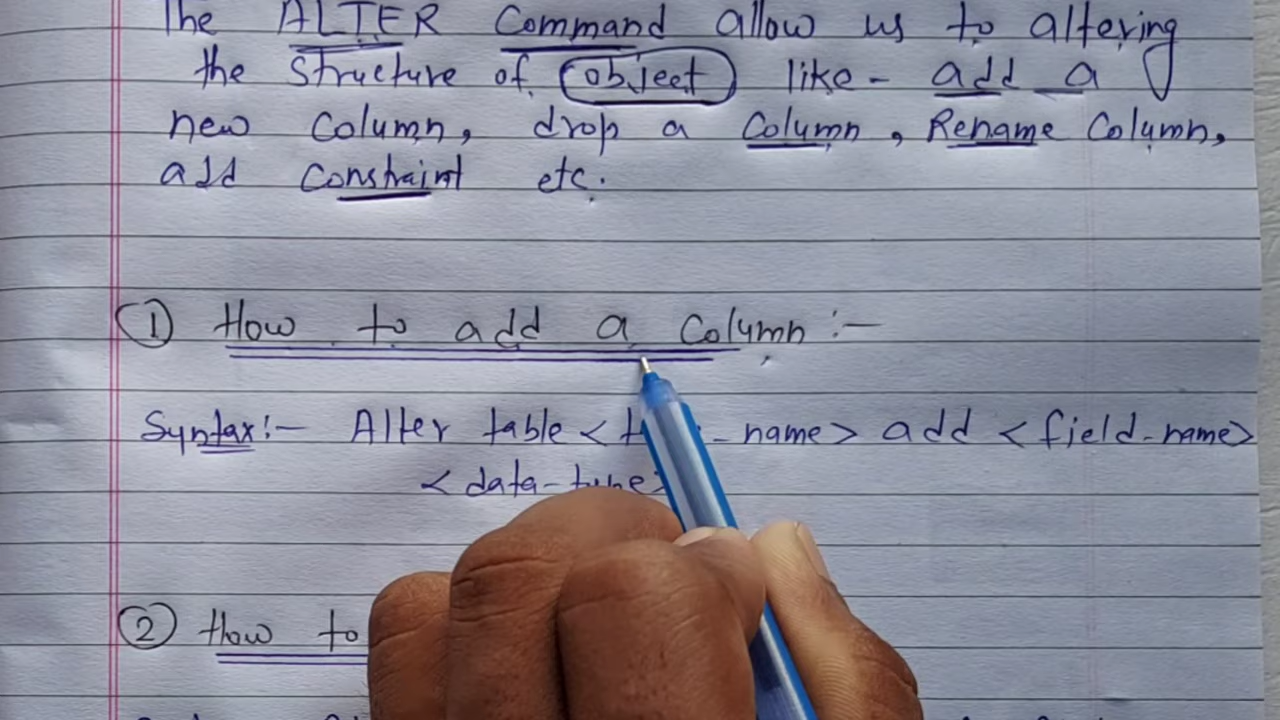 The ALTER Command allow us to altering
the structure of object like - add a
new column, drop a column, Rename Column,
add constraint etc.
① How to add a column :-
Syntax :- Alter table < name> add <field-name>
<data-type>
② How to